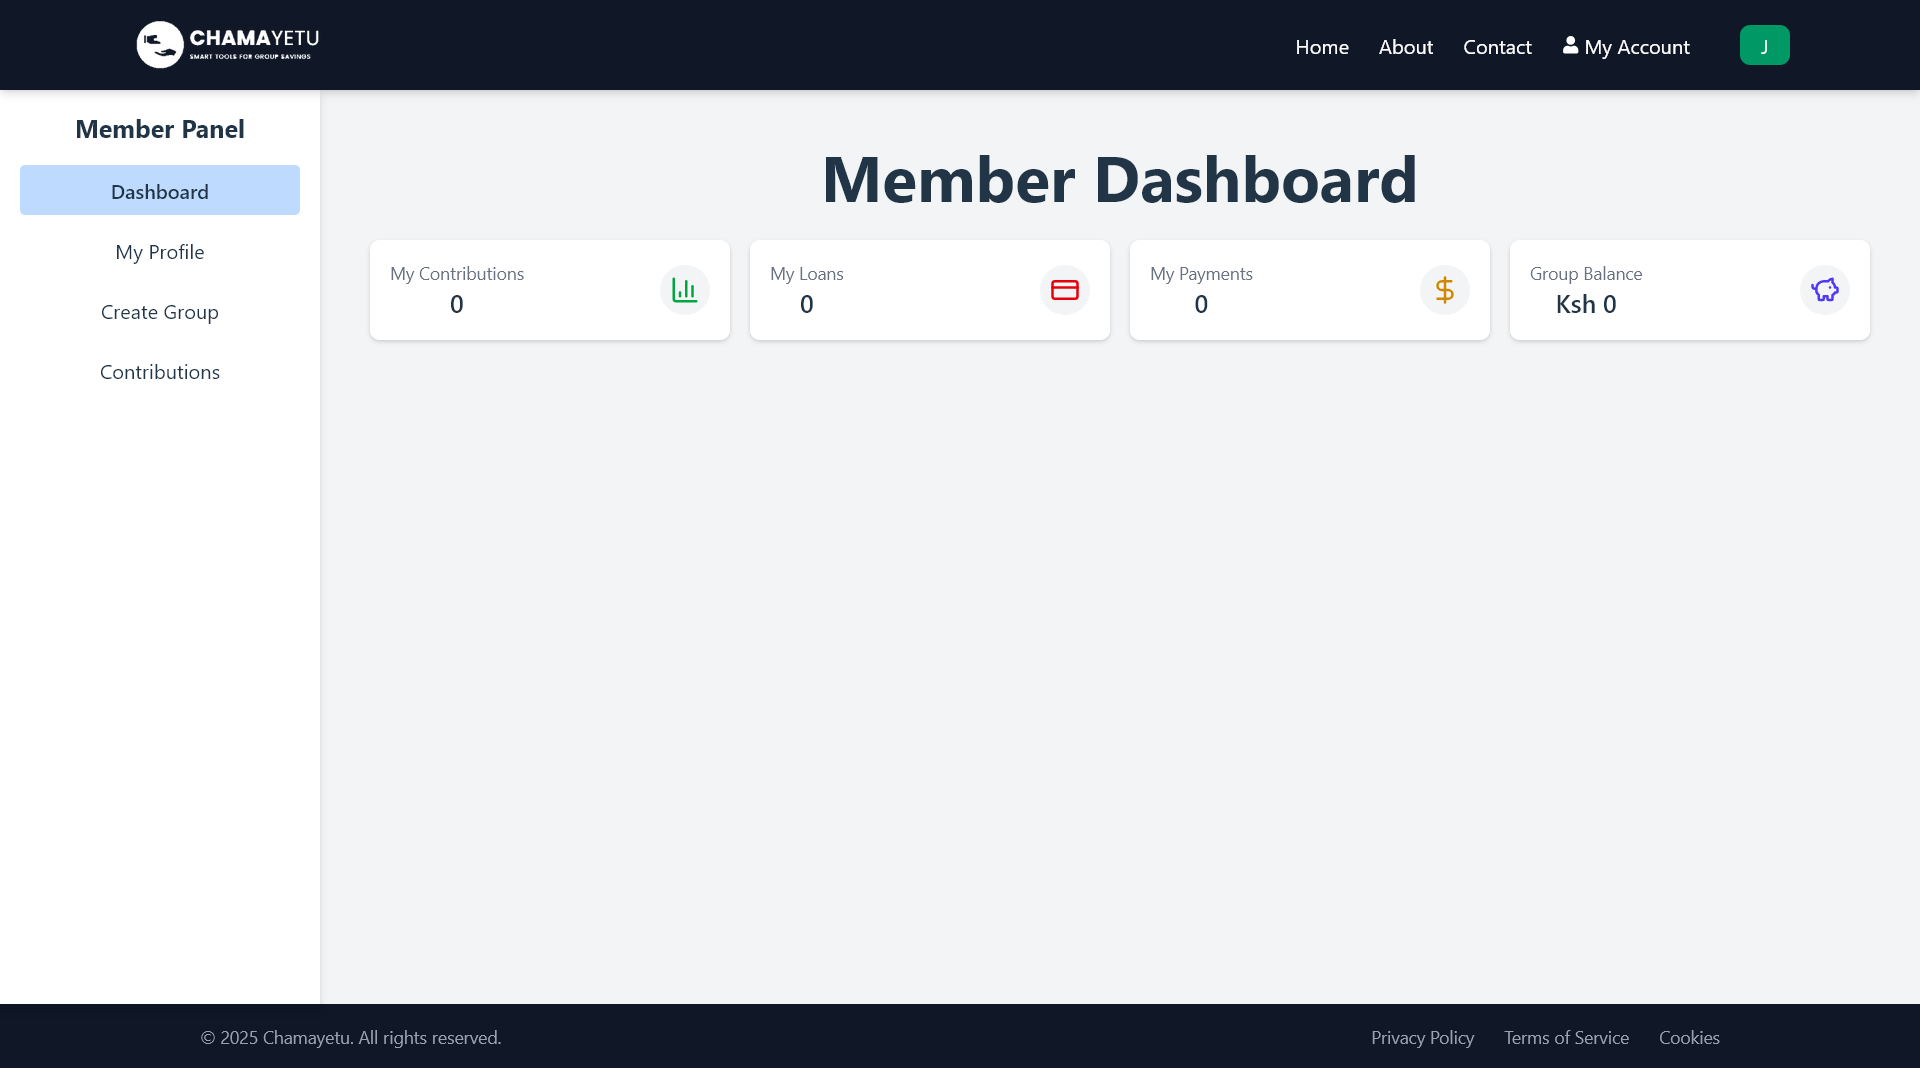 CHAMAYETU
SMART TOOLS FOR GROUP SAVINGS
Home About Contact My Account J
Member Panel
Dashboard
My Profile
Create Group
Contributions
Member Dashboard
My Contributions
0
My Loans
0
My Payments
0
Group Balance
Ksh 0
© 2025 Chamayetu. All rights reserved.
Privacy Policy Terms of Service Cookies